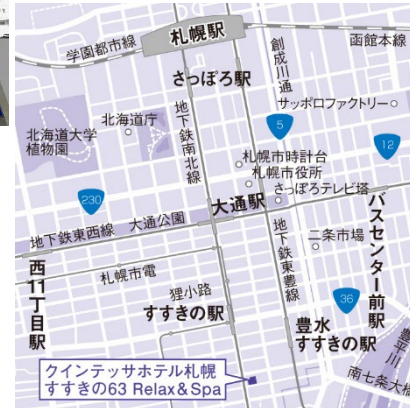 札幌駅
学園都市線
函館本線
さっぽろ駅
創成川通
サッポロファクトリー
北海道庁
地下鉄南北線
北海道大学
植物園
5
12
札幌市時計台
札幌市役所
さっぽろテレビ塔
230
大通駅
大通公園
地下鉄東西線
バスセンター前駅
地下鉄東豊線
二条市場
西11丁目駅
札幌市電
狸小路
すすきの駅
36
豊水
すすきの駅
豊平川
南七条大橋
クインテッサホテル札幌
すすきの63 Relax&Spa